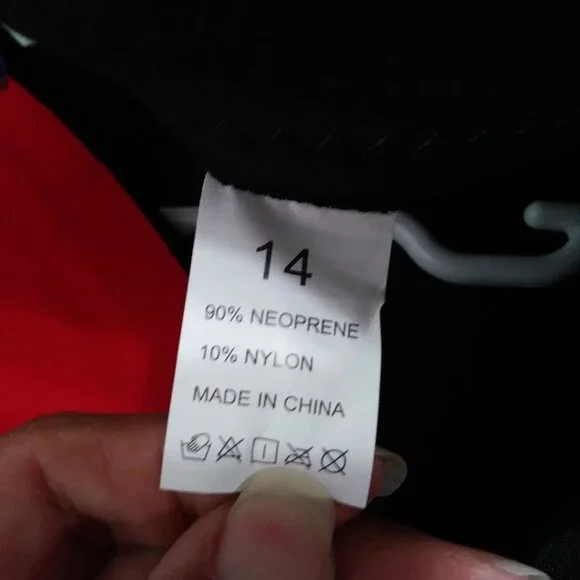 14
90% NEOPRENE
10% NYLON
MADE IN CHINA